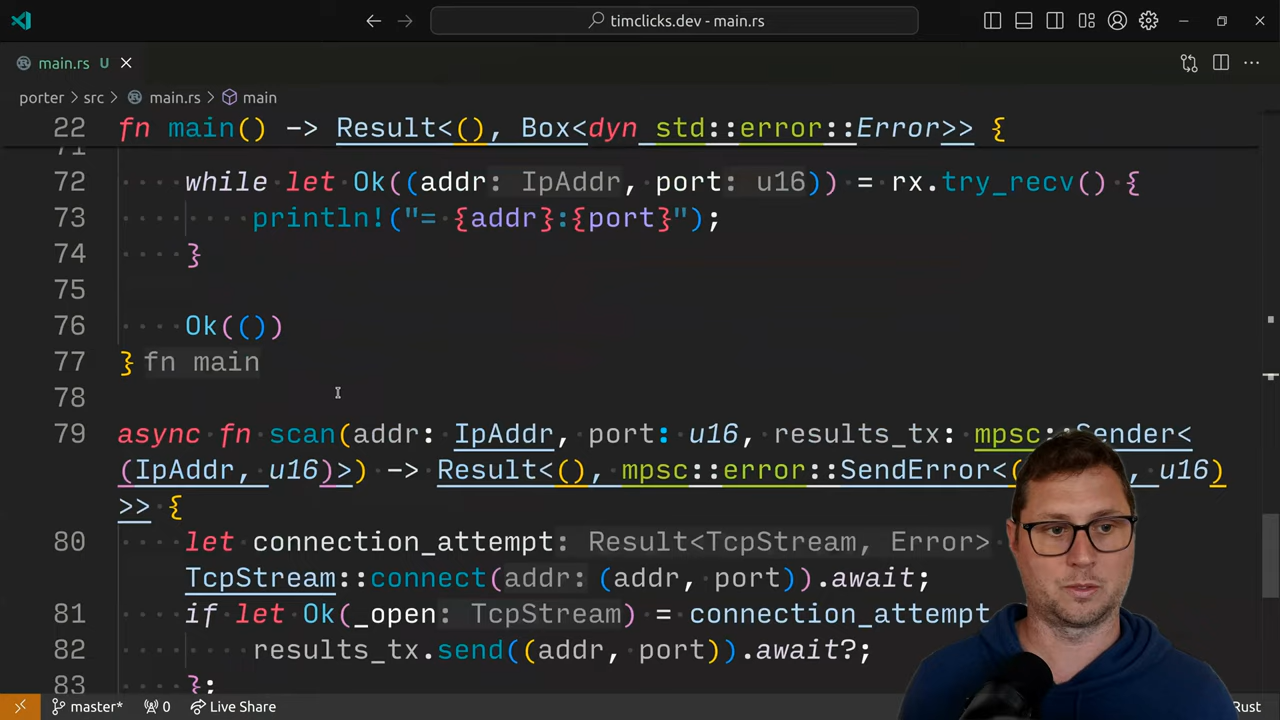 timclicks.dev - main.rs
main.rs U
porter > src > main.rs > main
22 fn main() -> Result<(), Box<dyn std::error::Error>> {
71
72 while let Ok((addr: IpAddr, port: u16)) = rx.try_recv() {
73 println!("= {addr}:{port}");
74 }
75
76 Ok(())
77 } fn main
78
79 async fn scan(addr: IpAddr, port: u16, results_tx: mpsc::Sender<
(IpAddr, u16)>) -> Result<(), mpsc::error::SendError<( , u16)
>> {
80 let connection_attempt: Result<TcpStream, Error>
TcpStream::connect(addr: (addr, port)).await;
81 if let Ok(_open: TcpStream) = connection_attempt
82 results_tx.send((addr, port)).await?;
83 };
master* 0 Live Share Rust